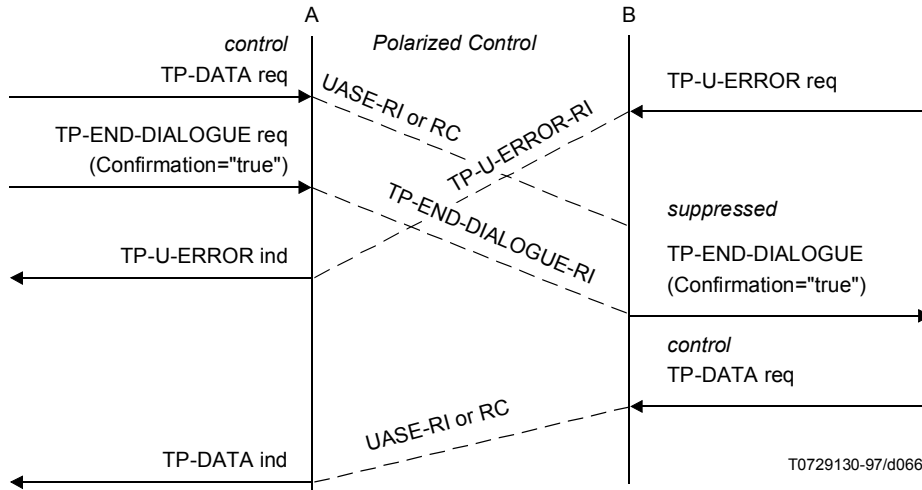 A
B
control
Polarized Control
TP-DATA req
UASE-RI or RC
TP-U-ERROR-RI
TP-U-ERROR req
TP-END-DIALOGUE req
(Confirmation="true")
TP-END-DIALOGUE-RI
suppressed
TP-U-ERROR ind
TP-END-DIALOGUE
(Confirmation="true")
control
TP-DATA req
UASE-RI or RC
TP-DATA ind
T0729130-97/d066